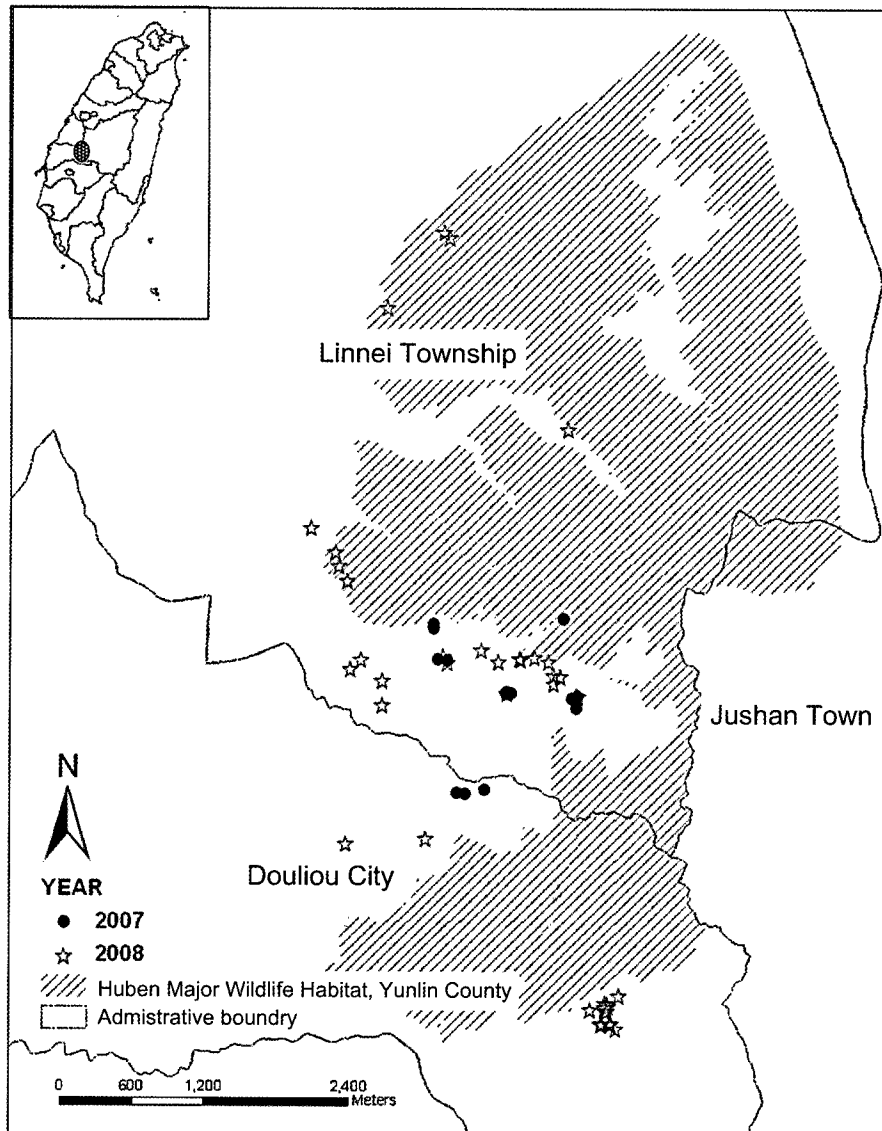 Linnei Township
Jushan Town
N
Douliou City
YEAR
2007
2008
Huben Major Wildlife Habitat, Yunlin County
Admistrative boundry
0 600 1,200 2,400
Meters